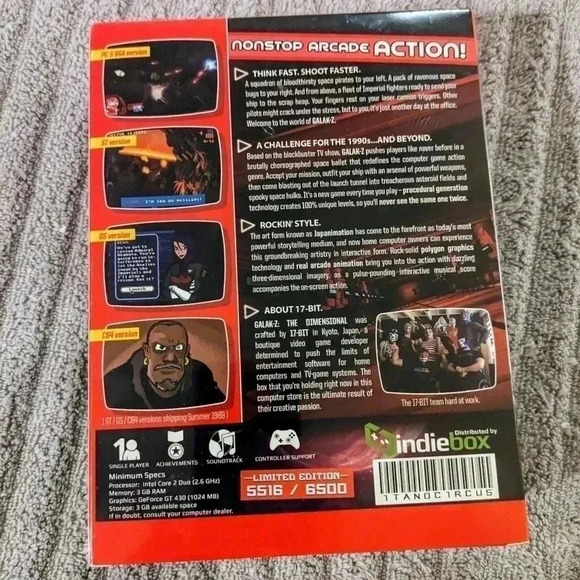 NONSTOP ARCADE ACTION!
PC & VGA version
THINK FAST. SHOOT FASTER.
A squadron of bloodthirsty space pirates to your left. A pack of ravenous space
bugs to your right. And from above, a fleet of Imperial fighters ready to send your
ship to the scrap heap. Your fingers rest on your laser cannon triggers. Other
pilots might crack under the stress, but to you, it's just another day at the office.
Welcome to the world of GALAK-Z.
ST version
I'M NOW AN
A CHALLENGE FOR THE 1990s...AND BEYOND.
Based on the blockbuster TV show, GALAK-Z pushes players like never before in a
brutally choreographed space ballet that redefines the computer game action
genre. Accept your mission, outfit your ship with an arsenal of powerful weapons,
then come blasting out of the launch tunnel into treacherous asteroid fields and
spooky space hulks. It's a new game every time you play – procedural generation
technology creates 100% unique levels, so you'll never see the same one twice.
GS version
We've got to
rescue Admiral
ROCKIN' STYLE.
The art form known as Japanimation has come to the forefront as today's most
powerful storytelling medium, and now home computer owners can experience
this groundbreaking artistry in interactive form. Rock-solid polygon graphics
technology and real arcade animation bring you into the action with dazzling
three-dimensional imagery, as a pulse-pounding interactive musical score
accompanies the on-screen action.
C64 version
[ ST / GS / C64 versions shipping Summer 1989 ]
ABOUT 17-BIT.
GALAK-Z: THE DIMENSIONAL was
crafted by 17-BIT in Kyoto, Japan, a
boutique video game developer
determined to push the limits of
entertainment software for home
computers and TV-game systems. The
box that you're holding right now in this
computer store is the ultimate result of
their creative passion.
The 17-BIT team hard at work.
1
SINGLE PLAYER
ACHIEVEMENTS
SOUNDTRACK
CONTROLLER SUPPORT
Minimum Specs
Processor: Intel Core 2 Duo (2.6 GHz)
Memory: 3 GB RAM
Graphics: GeForce GT 430 (1024 MB)
Storage: 3 GB available space
If in doubt, consult your computer dealer.
LIMITED EDITION
5516 / 6500
Distributed by
indiebox
1TANOC1RCUS